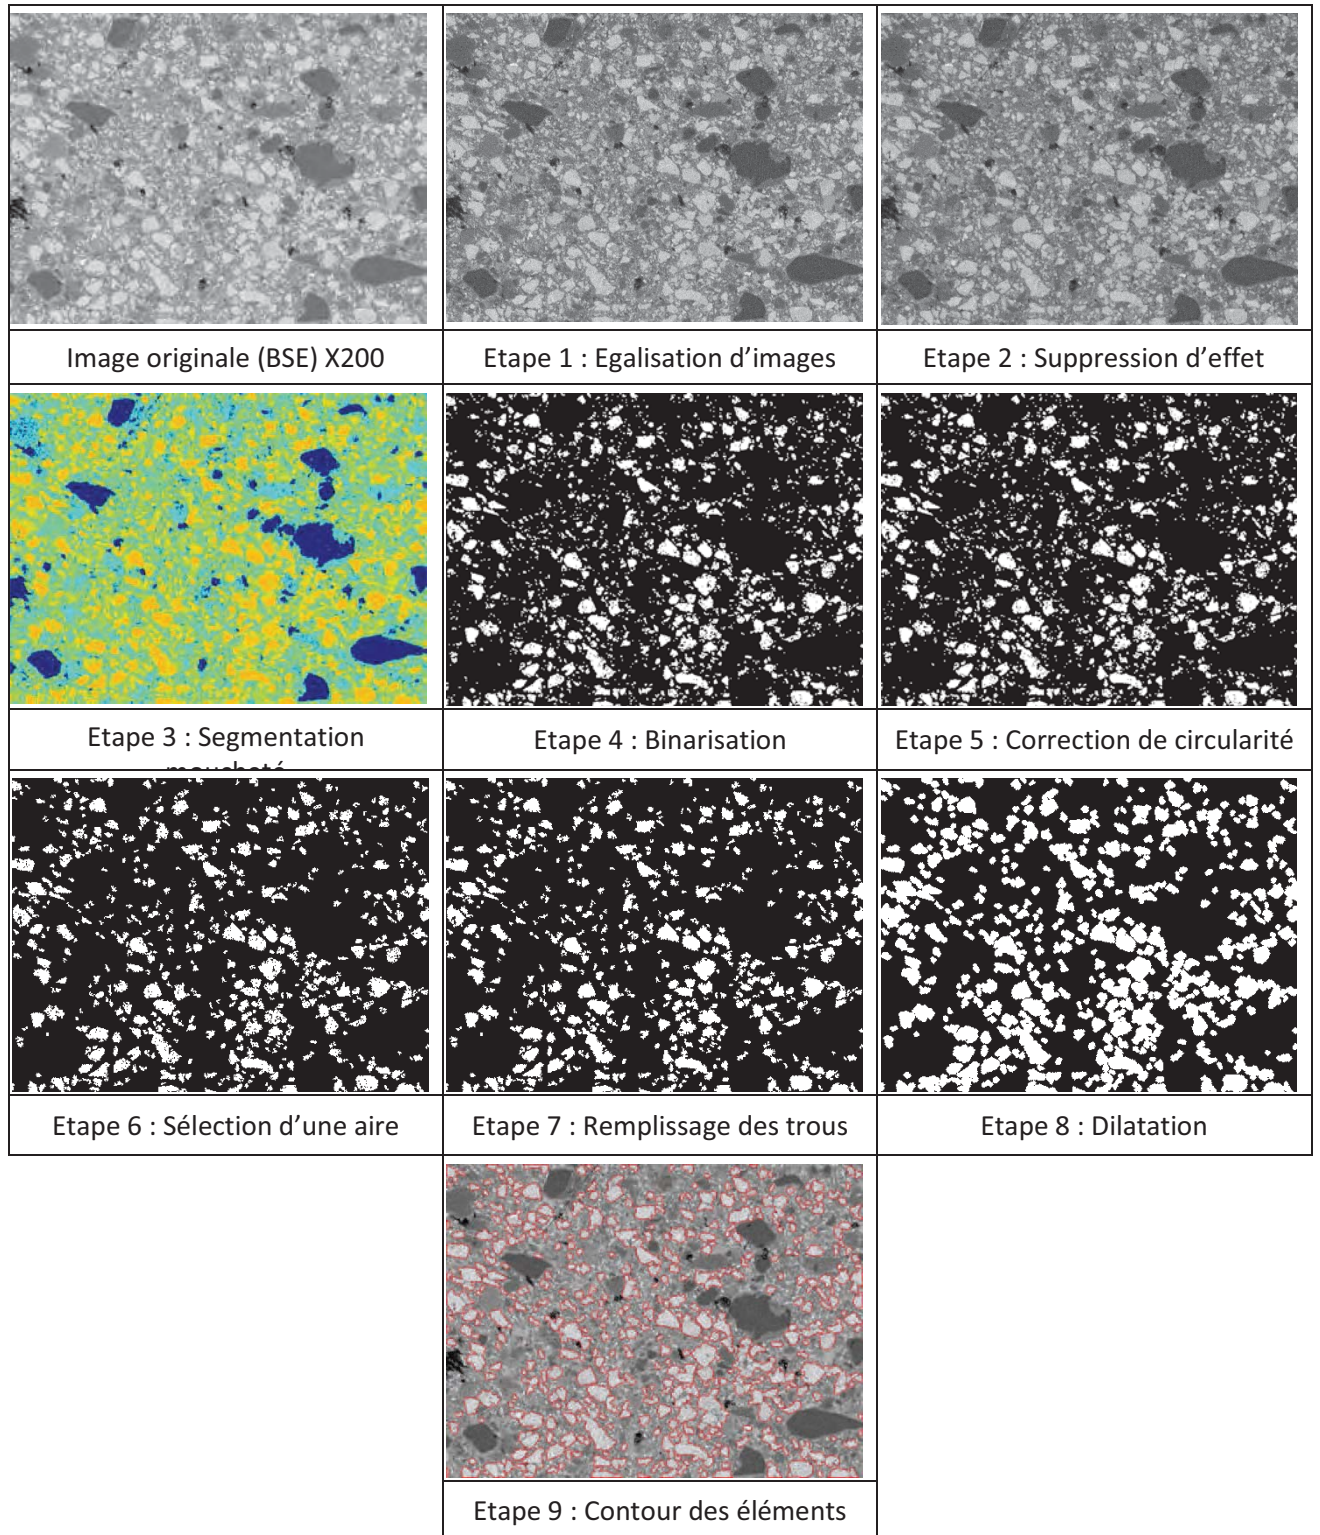 Image originale (BSE) X200
Etape 1 : Egalisation d'images
Etape 2 : Suppression d'effet
Etape 3 : Segmentation
Etape 4 : Binarisation
Etape 5 : Correction de circularité
Etape 6 : Sélection d'une aire
Etape 7 : Remplissage des trous
Etape 8 : Dilatation
Etape 9 : Contour des éléments